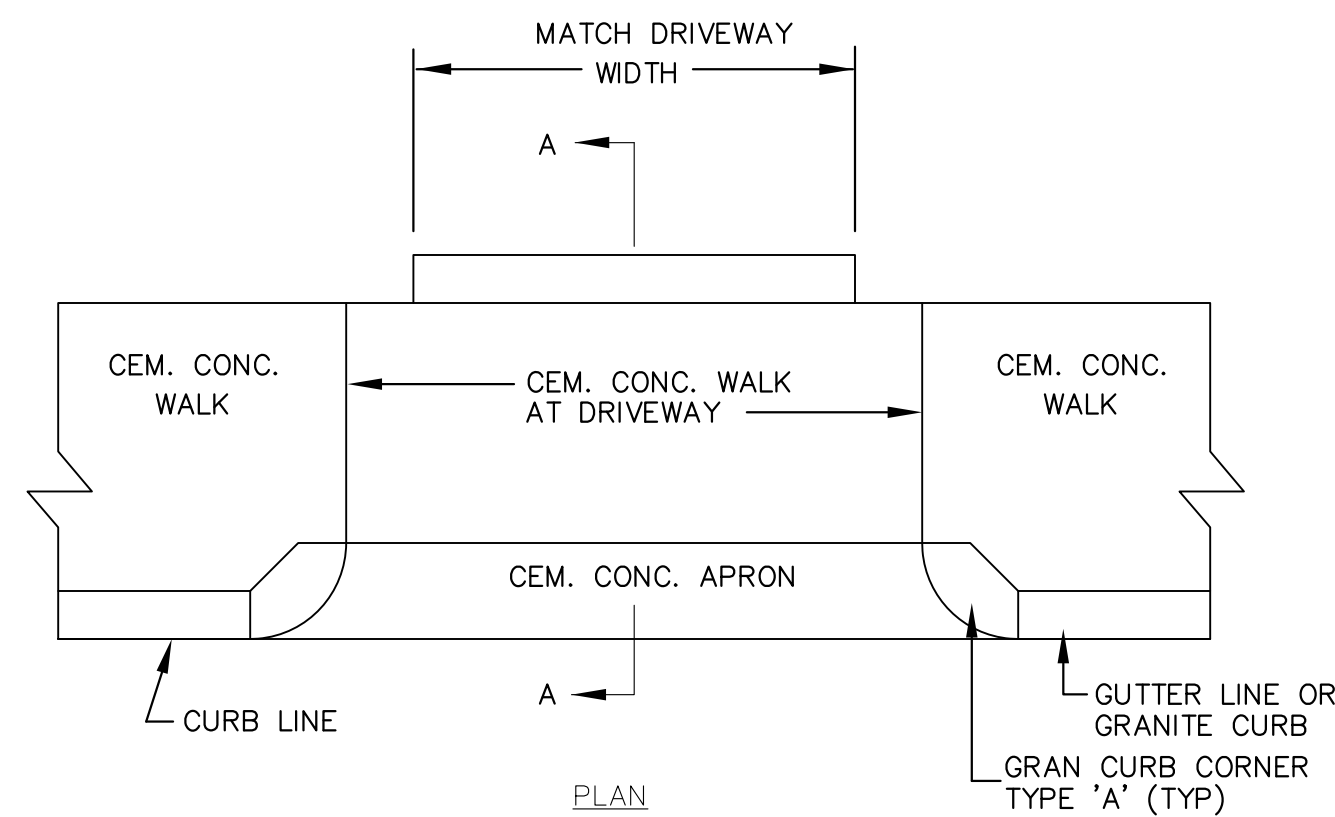 MATCH DRIVEWAY
WIDTH
A
CEM. CONC.
WALK
CEM. CONC. WALK
AT DRIVEWAY
CEM. CONC.
WALK
CEM. CONC. APRON
A
CURB LINE
GUTTER LINE OR
GRANITE CURB
GRAN CURB CORNER
TYPE 'A' (TYP)
PLAN